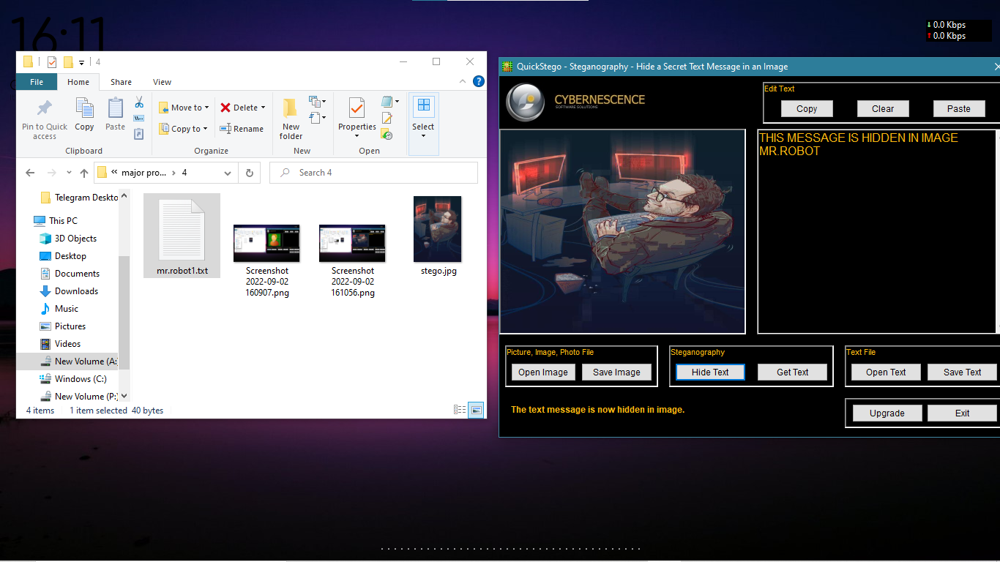 16:11
4
File
Home
Share
View
Pin to Quick
access
Copy
Paste
Clipboard
Move to
Copy to
Delete
Rename
Organize
New
folder
New
Properties
Open
Select
« major pro... › 4
Search 4
Telegram Deskto
This PC
3D Objects
Desktop
Documents
Downloads
Music
Pictures
Videos
New Volume (A:
Windows (C:)
New Volume (P:
mr.robot1.txt
Screenshot
2022-09-02
160907.png
Screenshot
2022-09-02
161056.png
stego.jpg
4 items
1 item selected 40 bytes
↓ 0.0 Kbps
↑ 0.0 Kbps
QuickStego - Steganography - Hide a Secret Text Message in an Image
CYBERNESCENCE
SOFTWARE SOLUTIONS
Edit Text
Copy
Clear
Paste
THIS MESSAGE IS HIDDEN IN IMAGE
MR.ROBOT
Picture, Image, Photo File
Open Image
Save Image
Steganography
Hide Text
Get Text
Text File
Open Text
Save Text
The text message is now hidden in image.
Upgrade
Exit